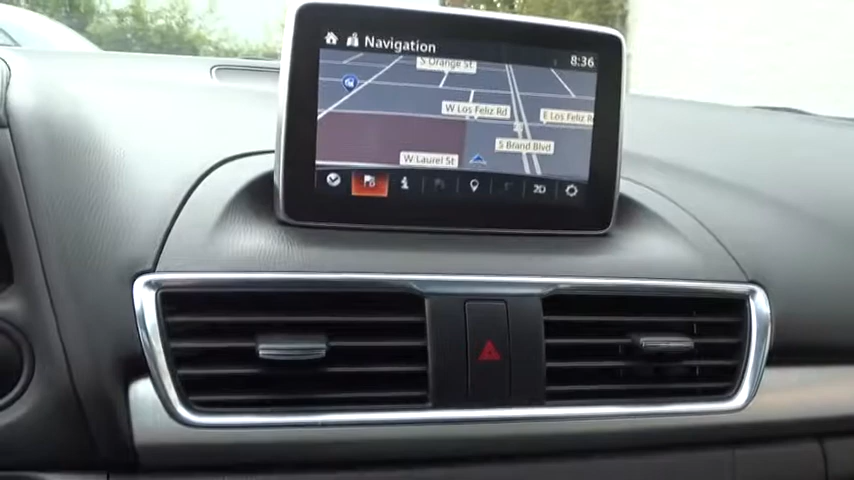 Navigation
8:36
S Orange St
W Los Feliz Rd
E Los Feliz R
S Brand Blvd
W Laurel St
2D